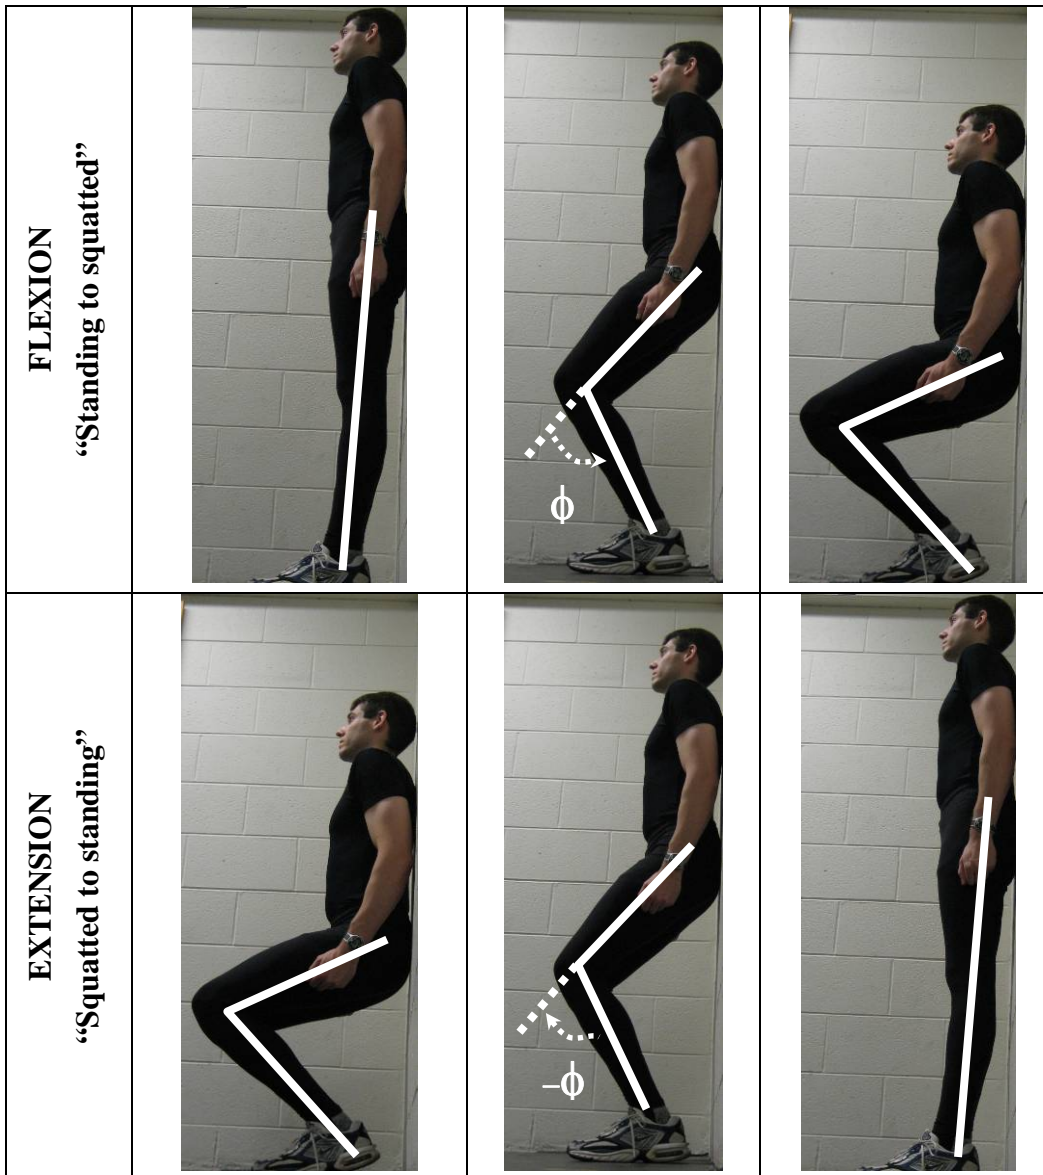 FLEXION
“Standing to squatted”
ϕ
EXTENSION
“Squatted to standing”
–ϕ